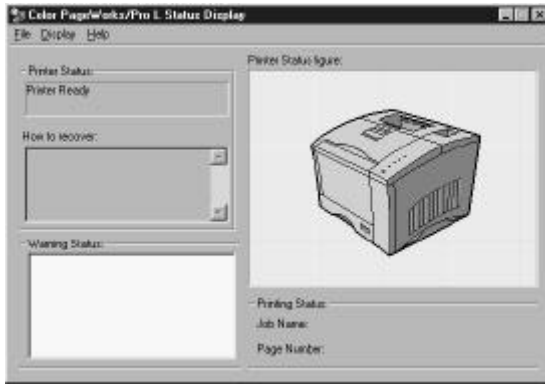 Color PageWorks/Pro L Status Display
File Display Help
Printer Status:
Printer Ready
How to recover:
Warning Status:
Printer Status figure:
Printing Status:
Job Name:
Page Number: